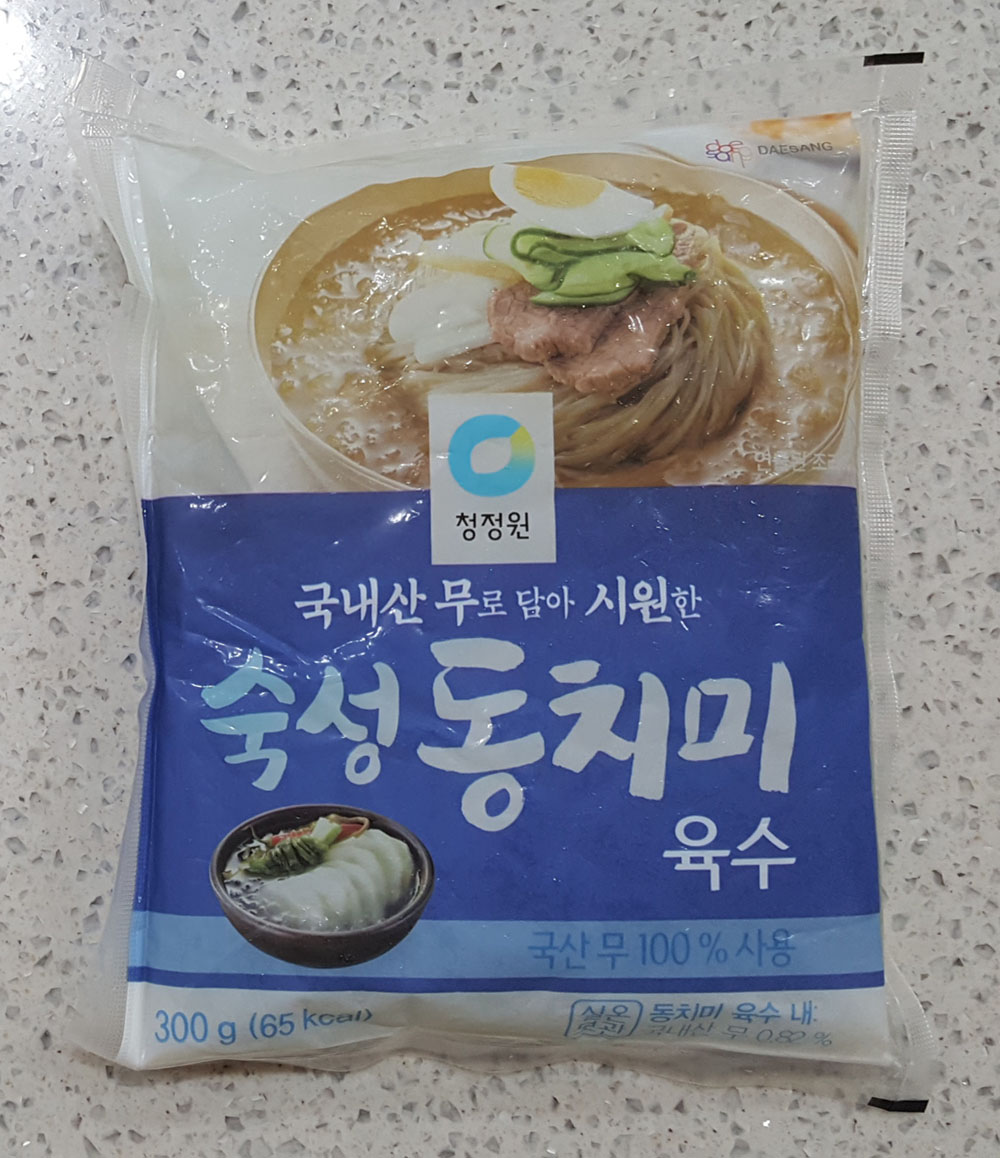 DAESANG
청정원
국내산 무로 담아 시원한
숙성 동치미
육수
국산 무 100% 사용
300 g (65 kcal)
실온
보관
동치미 육수 내:
국내산 무 0.82 %